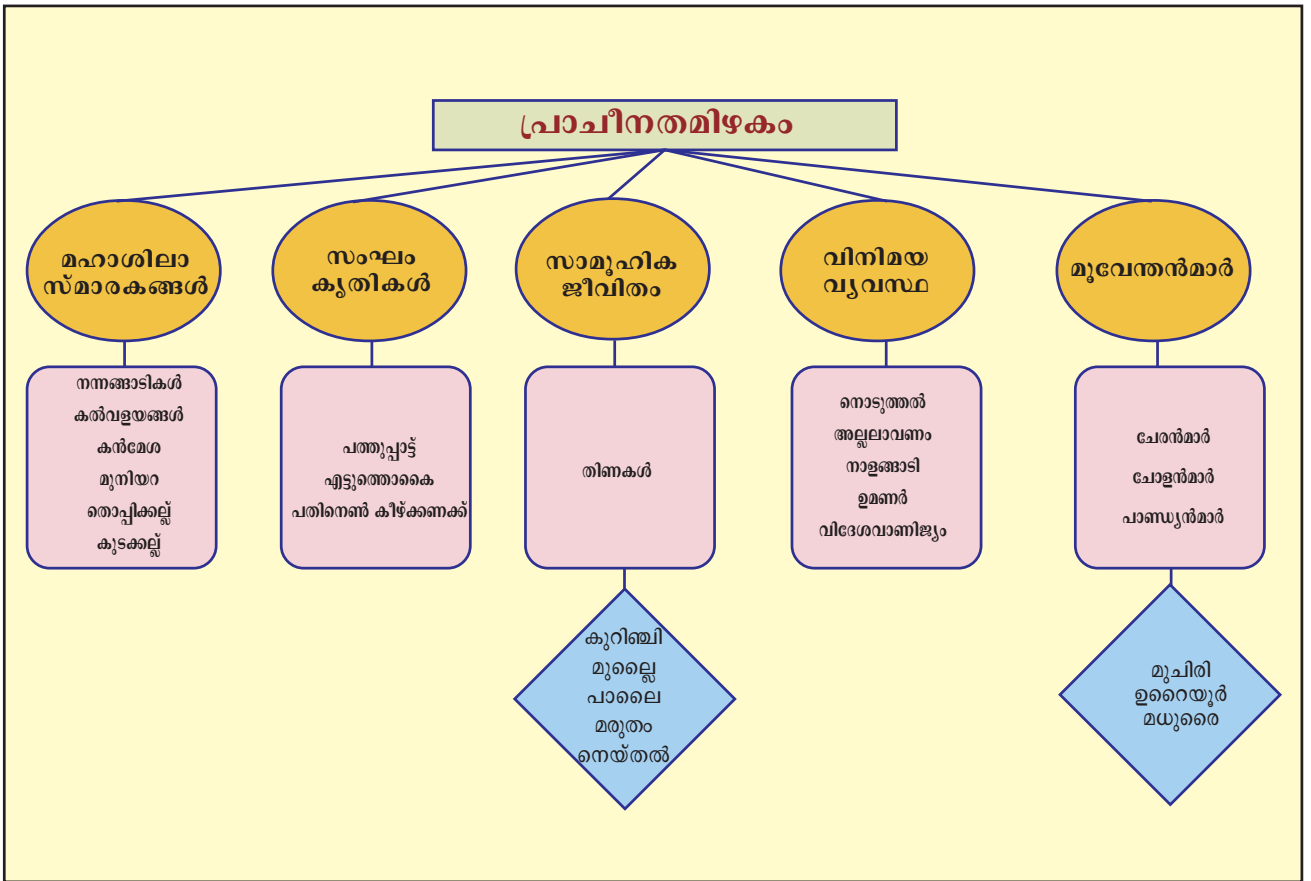 പ്രാചീനതമിഴകം
മഹാശിലാ
സ്മാരകങ്ങൾ
സംഘം
കൃതികൾ
സാമൂഹിക
ജീവിതം
വിനിമയ
വ്യവസ്ഥ
മൂവേന്തൻമാർ
നന്നങ്ങാടികൾ
കൽവളയങ്ങൾ
കൻമേശ
മുനിയറ
തൊപ്പിക്കല്ല്
കുടക്കല്ല്
പത്തുപ്പാട്ട്
എട്ടുത്തൊകൈ
പതിനെൺ കീഴ്ക്കണക്ക്
തിണകൾ
നൊടുത്തൽ
അല്ലലാവണം
നാളങ്ങാടി
ഉമണർ
വിദേശവാണിജ്യം
ചേരൻമാർ
ചോളൻമാർ
പാണ്ഡ്യൻമാർ
കുറിഞ്ചി
മുല്ലൈ
പാലൈ
മരുതം
നെയ്തൽ
മുചിരി
ഉറൈയൂർ
മധുരൈ